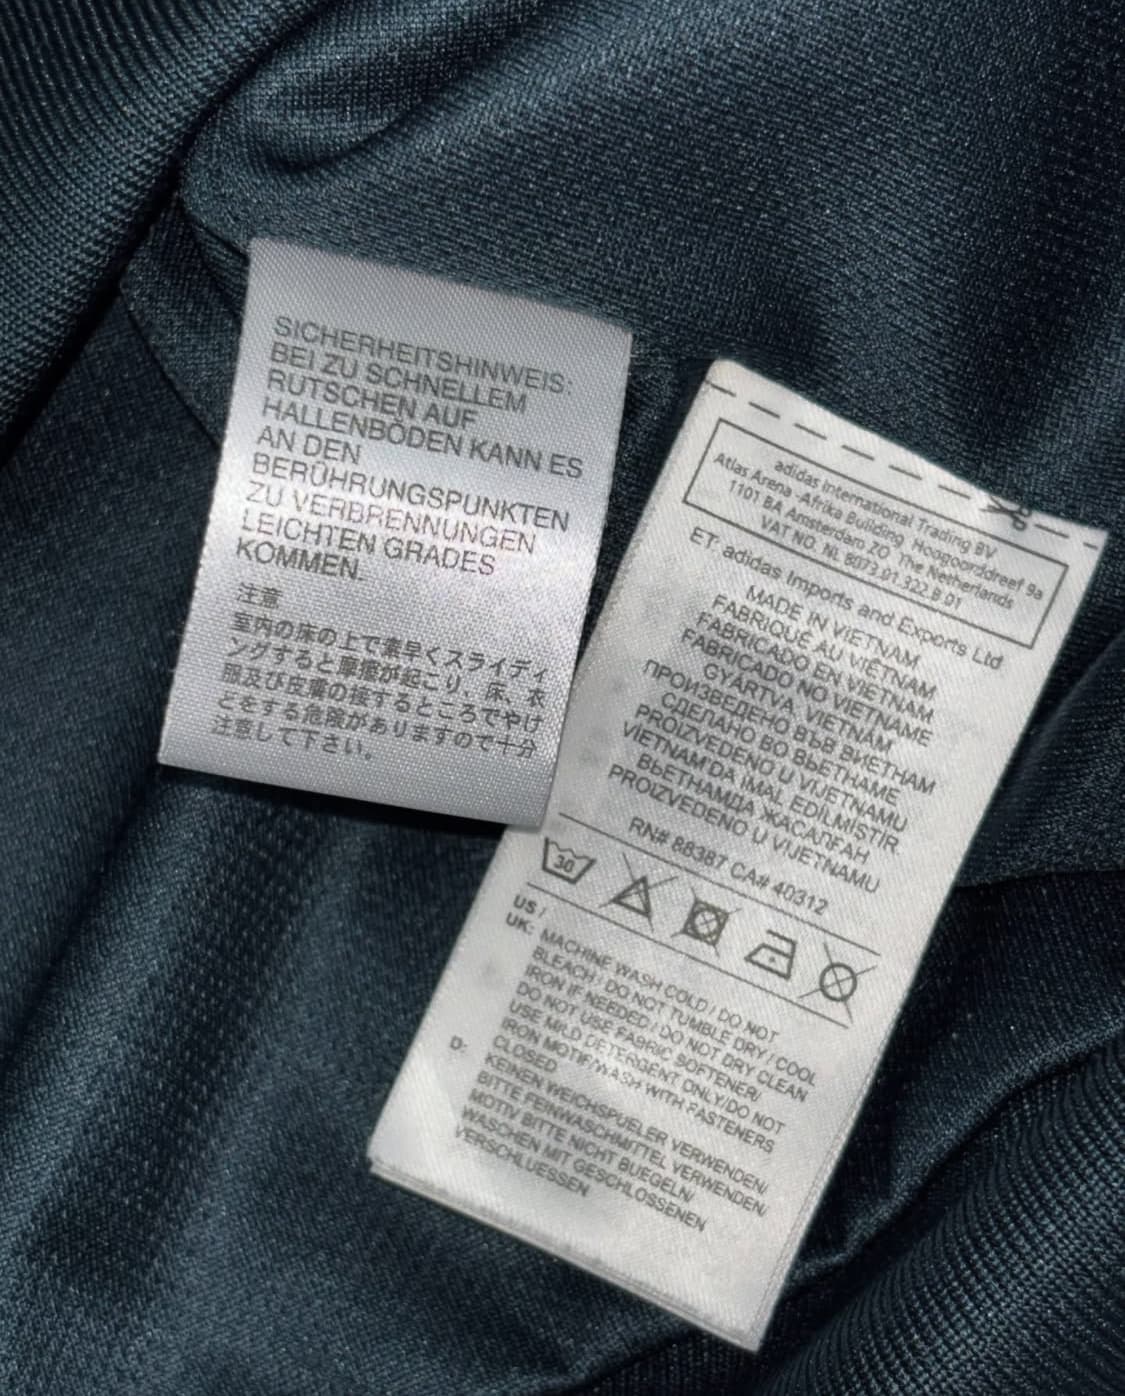 SICHERHEITSHINWEIS:
BEI ZU SCHNELLEM
RUTSCHEN AUF
HALLENBÖDEN KANN ES
AN DEN
BERÜHRUNGSPUNKTEN
ZU VERBRENNUNGEN
LEICHTEN GRADES
KOMMEN.
注意
室内の床の上で素早くスライディ
ングすると摩擦が起こり、床、衣
服及び皮膚の接するところでやけ
どをする危険がありますので十分
注意して下さい。
adidas International Trading BV
Atlas Arena -Afrika Building, Hoogoorddreef 9a
1101 BA Amsterdam ZO The Netherlands
VAT NO. NL 8073.01.322.B.01
ET: adidas Imports and Exports Ltd
MADE IN VIETNAM
FABRIQUÉ AU VIÊTNAM
FABRICADO EN VIETNAM
FABRICADO NO VIETNAME
GYÁRTVA, VIETNÁM
ПРОИЗВЕДЕНО ВЪВ ВИЕТНАМ
СДЕЛАНО ВО ВЬЕТНАМЕ
PROIZVEDENO U VIJETNAMU
VIETNAM'DA IMAL EDILMISTIR.
ВЬЕТНАМДА ЖАСАЛҒАН
PROIZVEDENO U VIJETNAMU
RN# 88387 CA# 40312
30
US /
UK: MACHINE WASH COLD / DO NOT
BLEACH / DO NOT TUMBLE DRY / COOL
IRON IF NEEDED / DO NOT DRY CLEAN
DO NOT USE FABRIC SOFTENER/
USE MILD DETERGENT ONLY/DO NOT
IRON MOTIF/WASH WITH FASTENERS
CLOSED
D: KEINEN WEICHSPUELER VERWENDEN/
BITTE FEINWASCHMITTEL VERWENDEN/
MOTIV BITTE NICHT BUEGELN/
WASCHEN MIT GESCHLOSSENEN
VERSCHLUESSEN